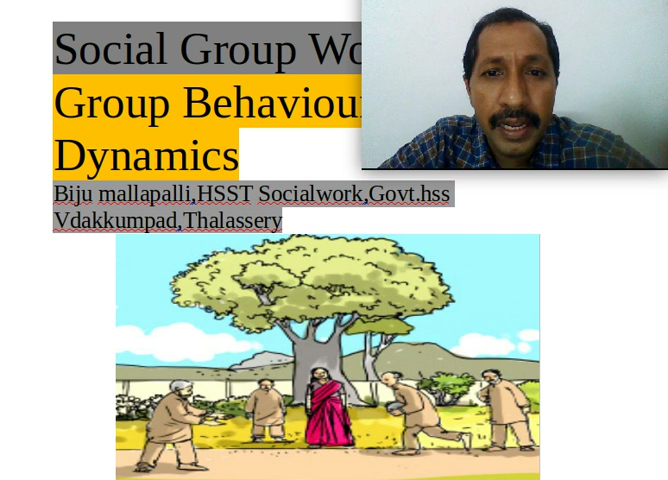 Social Group Wo
Group Behaviou
Dynamics
Biju mallapalli,HSST Socialwork,Govt.hss
Vdakkumpad,Thalassery